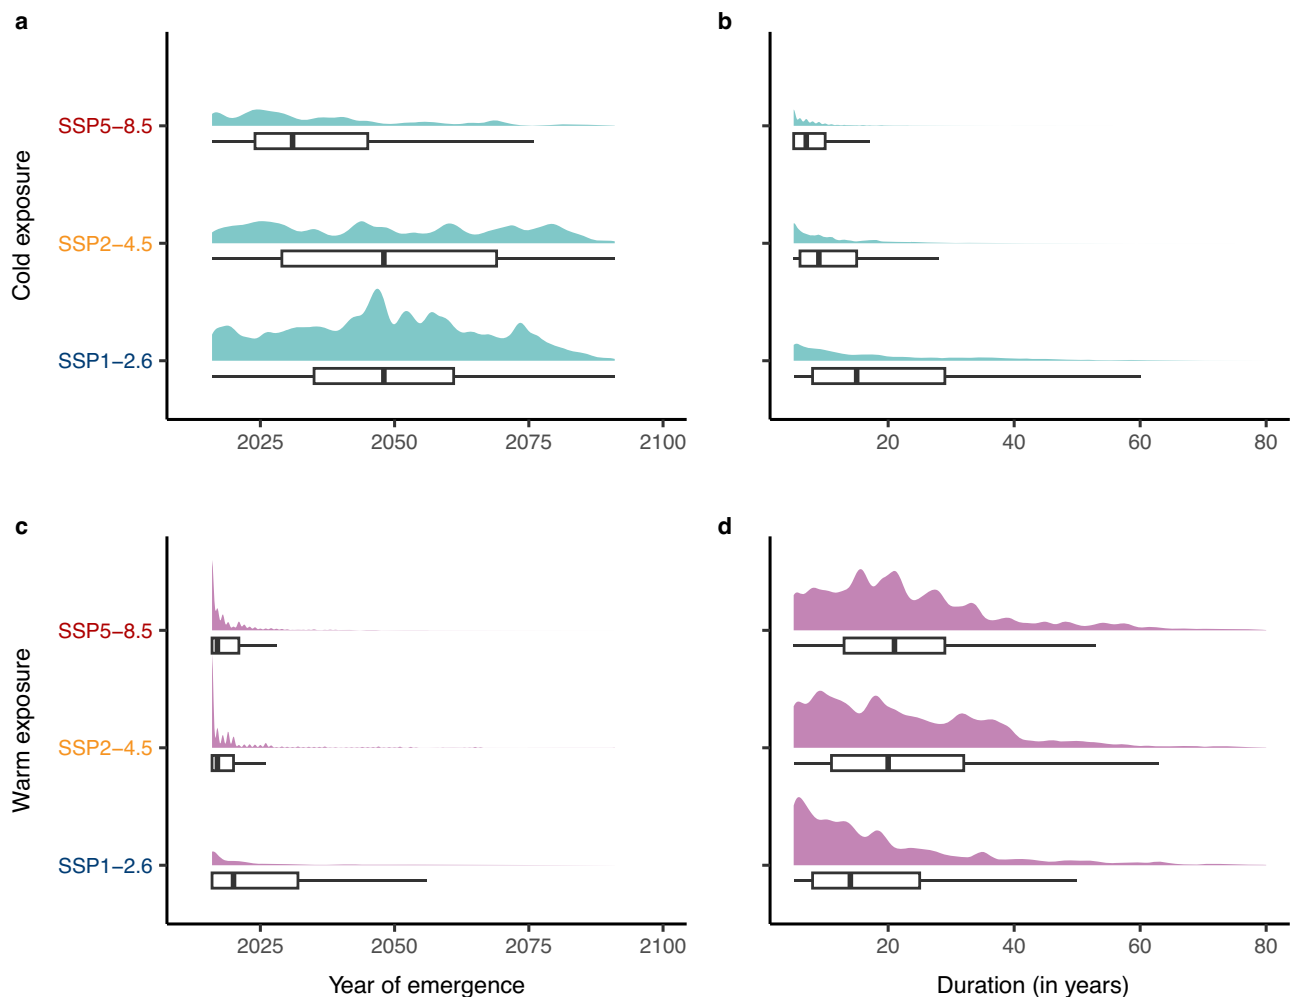 a
Cold exposure
SSP5−8.5
SSP2−4.5
SSP1−2.6
2025 2050 2075 2100
b
20 40 60 80
c
Warm exposure
SSP5−8.5
SSP2−4.5
SSP1−2.6
2025 2050 2075 2100
Year of emergence
d
20 40 60 80
Duration (in years)